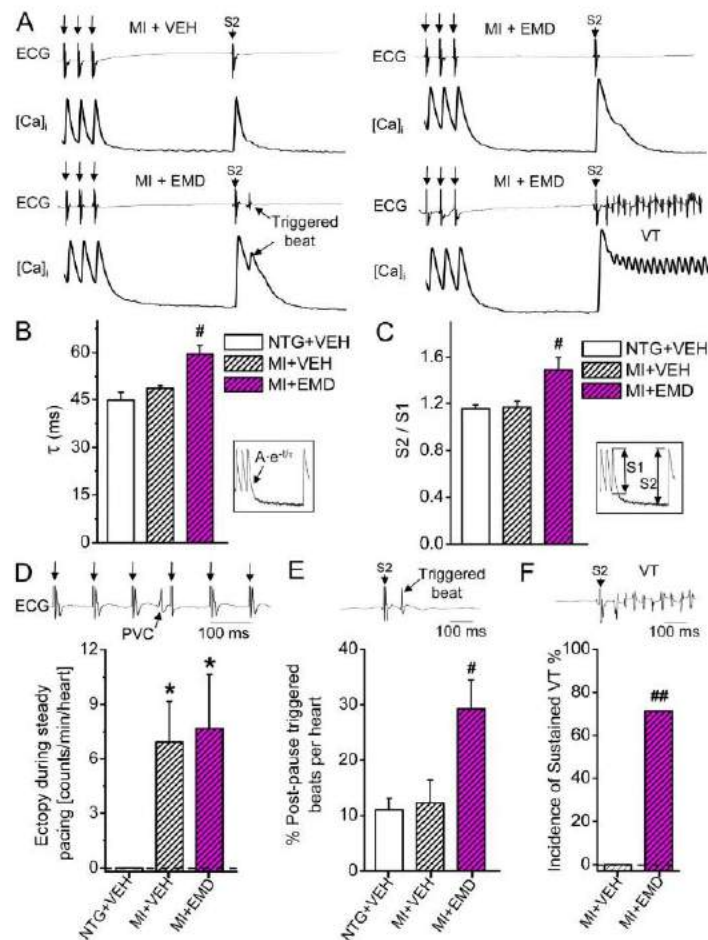 A
MI + VEH
S2
ECG
[Ca]i
MI + EMD
S2
ECG
[Ca]i
MI + EMD
S2
ECG
Triggered
beat
[Ca]i
MI + EMD
S2
ECG
VT
[Ca]i
B
#
60
45
30
15
0
τ (ms)
NTG+VEH
MI+VEH
MI+EMD
A·e-t/τ
C
#
1.6
1.2
0.8
0.4
0.0
S2 / S1
NTG+VEH
MI+VEH
MI+EMD
S1
S2
D
ECG
PVC
100 ms
12
9
6
3
0
* *
Ectopy during steady
pacing [counts/min/heart]
NTG+VEH
MI+VEH
MI+EMD
E
S2
Triggered
beat
100 ms
40
30
20
10
0
#
% Post-pause triggered
beats per heart
NTG+VEH
MI+VEH
MI+EMD
F
S2
VT
100 ms
100
80
60
40
20
0
##
Incidence of Sustained VT %
MI+VEH
MI+EMD